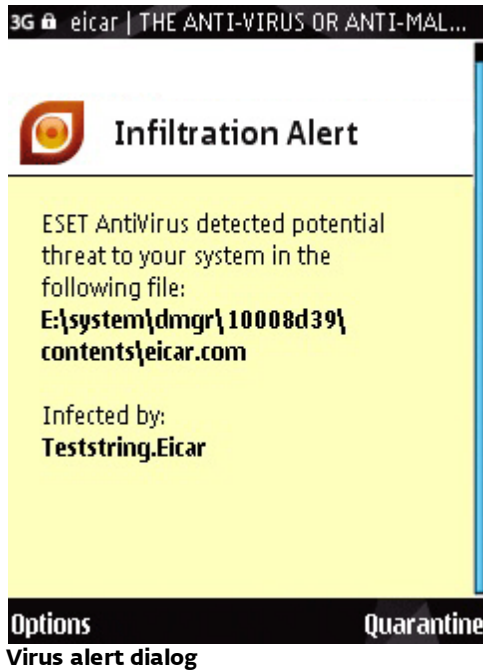 3G eicar | THE ANTI-VIRUS OR ANTI-MAL...
Infiltration Alert
ESET AntiVirus detected potential
threat to your system in the
following file:
E:\system\dmgr\10008d39\
contents\eicar.com
Infected by:
Teststring.Eicar
Options Quarantine
Virus alert dialog